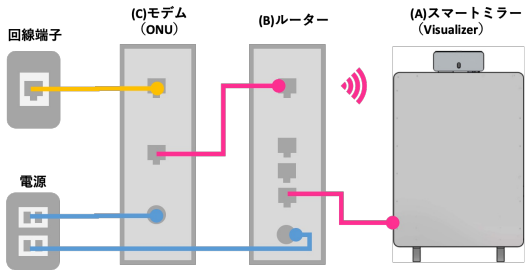 回線端子
(C)モデム
（ONU）
(B)ルーター
(A)スマートミラー
（Visualizer）
電源